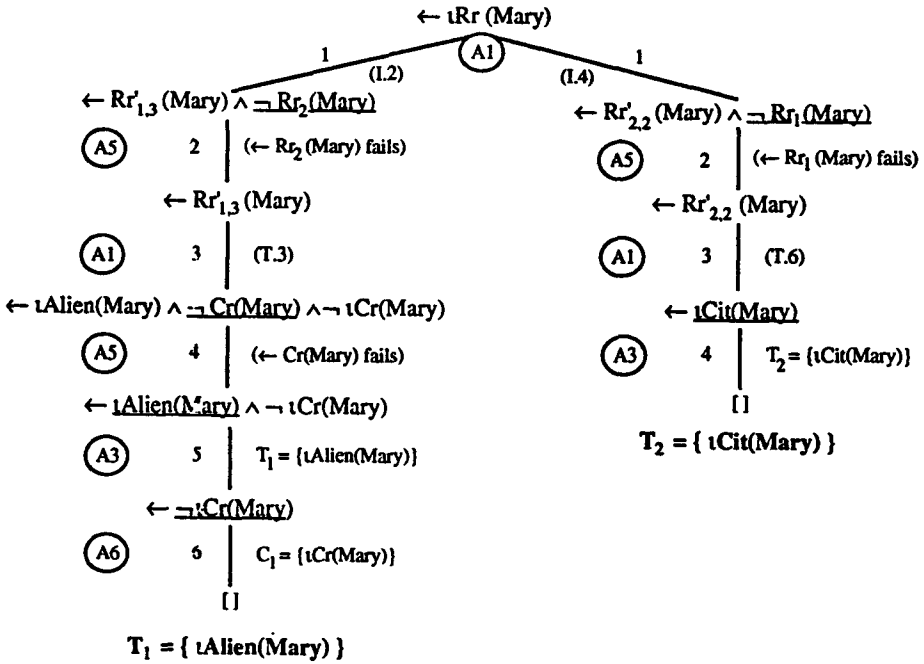 ← ιRr (Mary)
1 (I.2) A1 (I.4) 1
← Rr'1,3 (Mary) ∧ ¬ Rr2(Mary)
A5 2 (← Rr2 (Mary) fails)
← Rr'1,3 (Mary)
A1 3 (T.3)
← ιAlien(Mary) ∧ ¬ Cr(Mary) ∧¬ ιCr(Mary)
A5 4 (← Cr(Mary) fails)
← ιAlien(Mary) ∧ ¬ ιCr(Mary)
A3 5 T1 = {ιAlien(Mary)}
← ¬ιCr(Mary)
A6 6 C1 = {ιCr(Mary)}
[ ]
T1 = { ιAlien(Mary) }
← Rr'2,2 (Mary) ∧ ¬ Rr1(Mary)
A5 2 (← Rr1 (Mary) fails)
← Rr'2,2 (Mary)
A1 3 (T.6)
← ιCit(Mary)
A3 4 T2 = {ιCit(Mary)}
[ ]
T2 = { ιCit(Mary) }